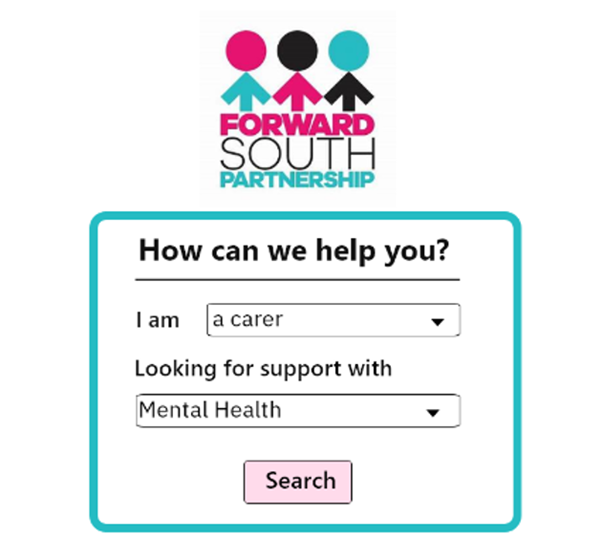 FORWARD
SOUTH
PARTNERSHIP
How can we help you?
I am a carer
Looking for support with
Mental Health
Search